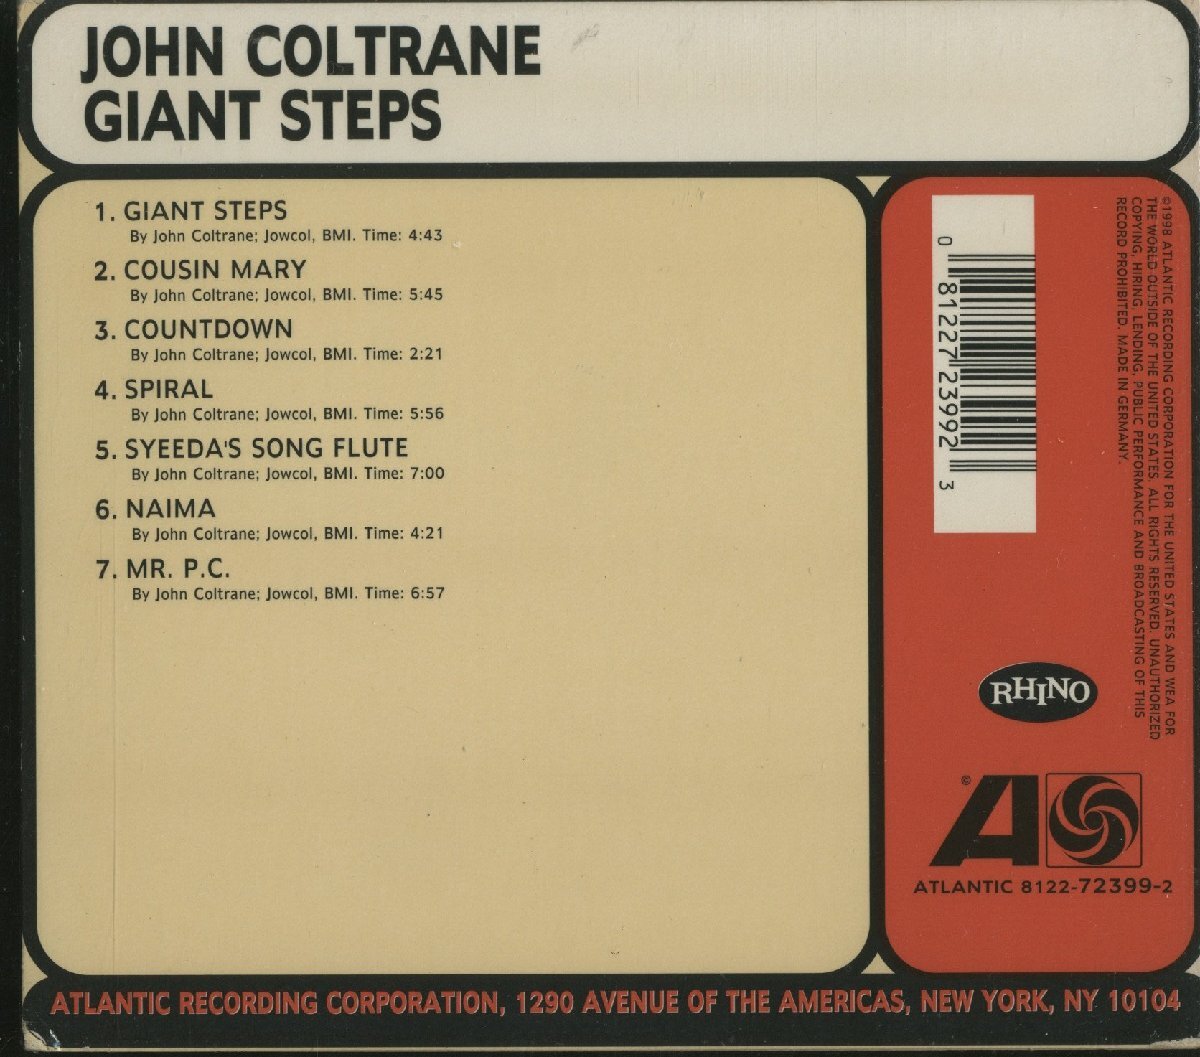 JOHN COLTRANE
GIANT STEPS
1. GIANT STEPS
By John Coltrane; Jowcol, BMI. Time: 4:43
2. COUSIN MARY
By John Coltrane; Jowcol, BMI. Time: 5:45
3. COUNTDOWN
By John Coltrane; Jowcol, BMI. Time: 2:21
4. SPIRAL
By John Coltrane; Jowcol, BMI. Time: 5:56
5. SYEEDA'S SONG FLUTE
By John Coltrane; Jowcol, BMI. Time: 7:00
6. NAIMA
By John Coltrane; Jowcol, BMI. Time: 4:21
7. MR. P.C.
By John Coltrane; Jowcol, BMI. Time: 6:57
0 81227 23992 3
©1998 ATLANTIC RECORDING CORPORATION FOR THE UNITED STATES AND WEA FOR
THE WORLD OUTSIDE OF THE UNITED STATES. ALL RIGHTS RESERVED. UNAUTHORIZED
COPYING, HIRING, LENDING, PUBLIC PERFORMANCE AND BROADCASTING OF THIS
RECORD PROHIBITED. MADE IN GERMANY.
RHINO
A
®
ATLANTIC 8122-72399-2
ATLANTIC RECORDING CORPORATION, 1290 AVENUE OF THE AMERICAS, NEW YORK, NY 10104